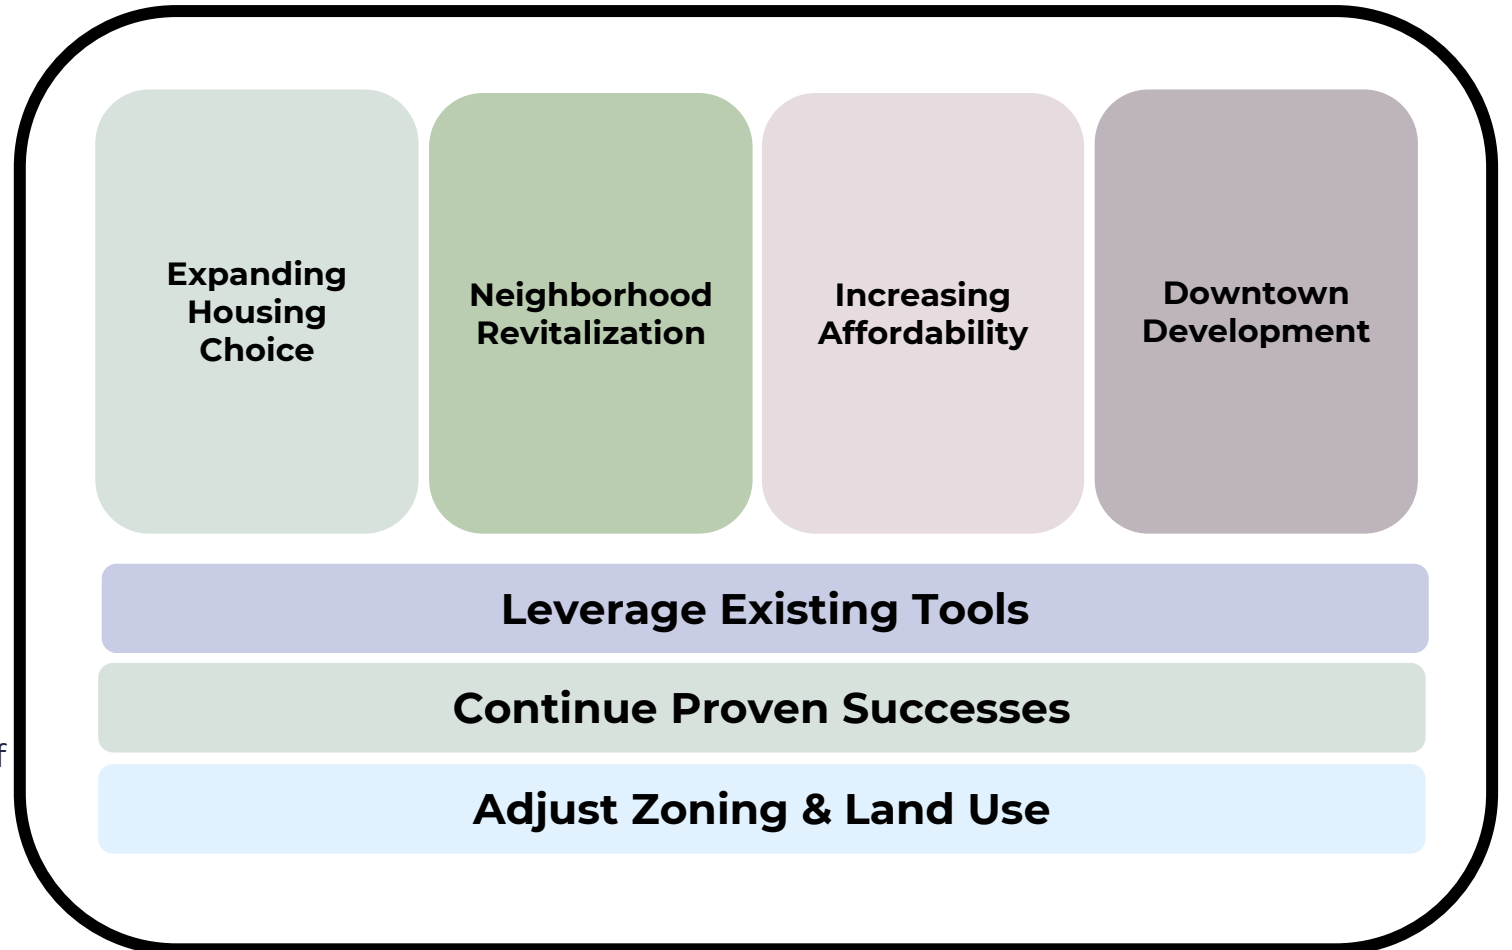 Expanding
Housing
Choice
Neighborhood
Revitalization
Increasing
Affordability
Downtown
Development
Leverage Existing Tools
Continue Proven Successes
f
Adjust Zoning & Land Use